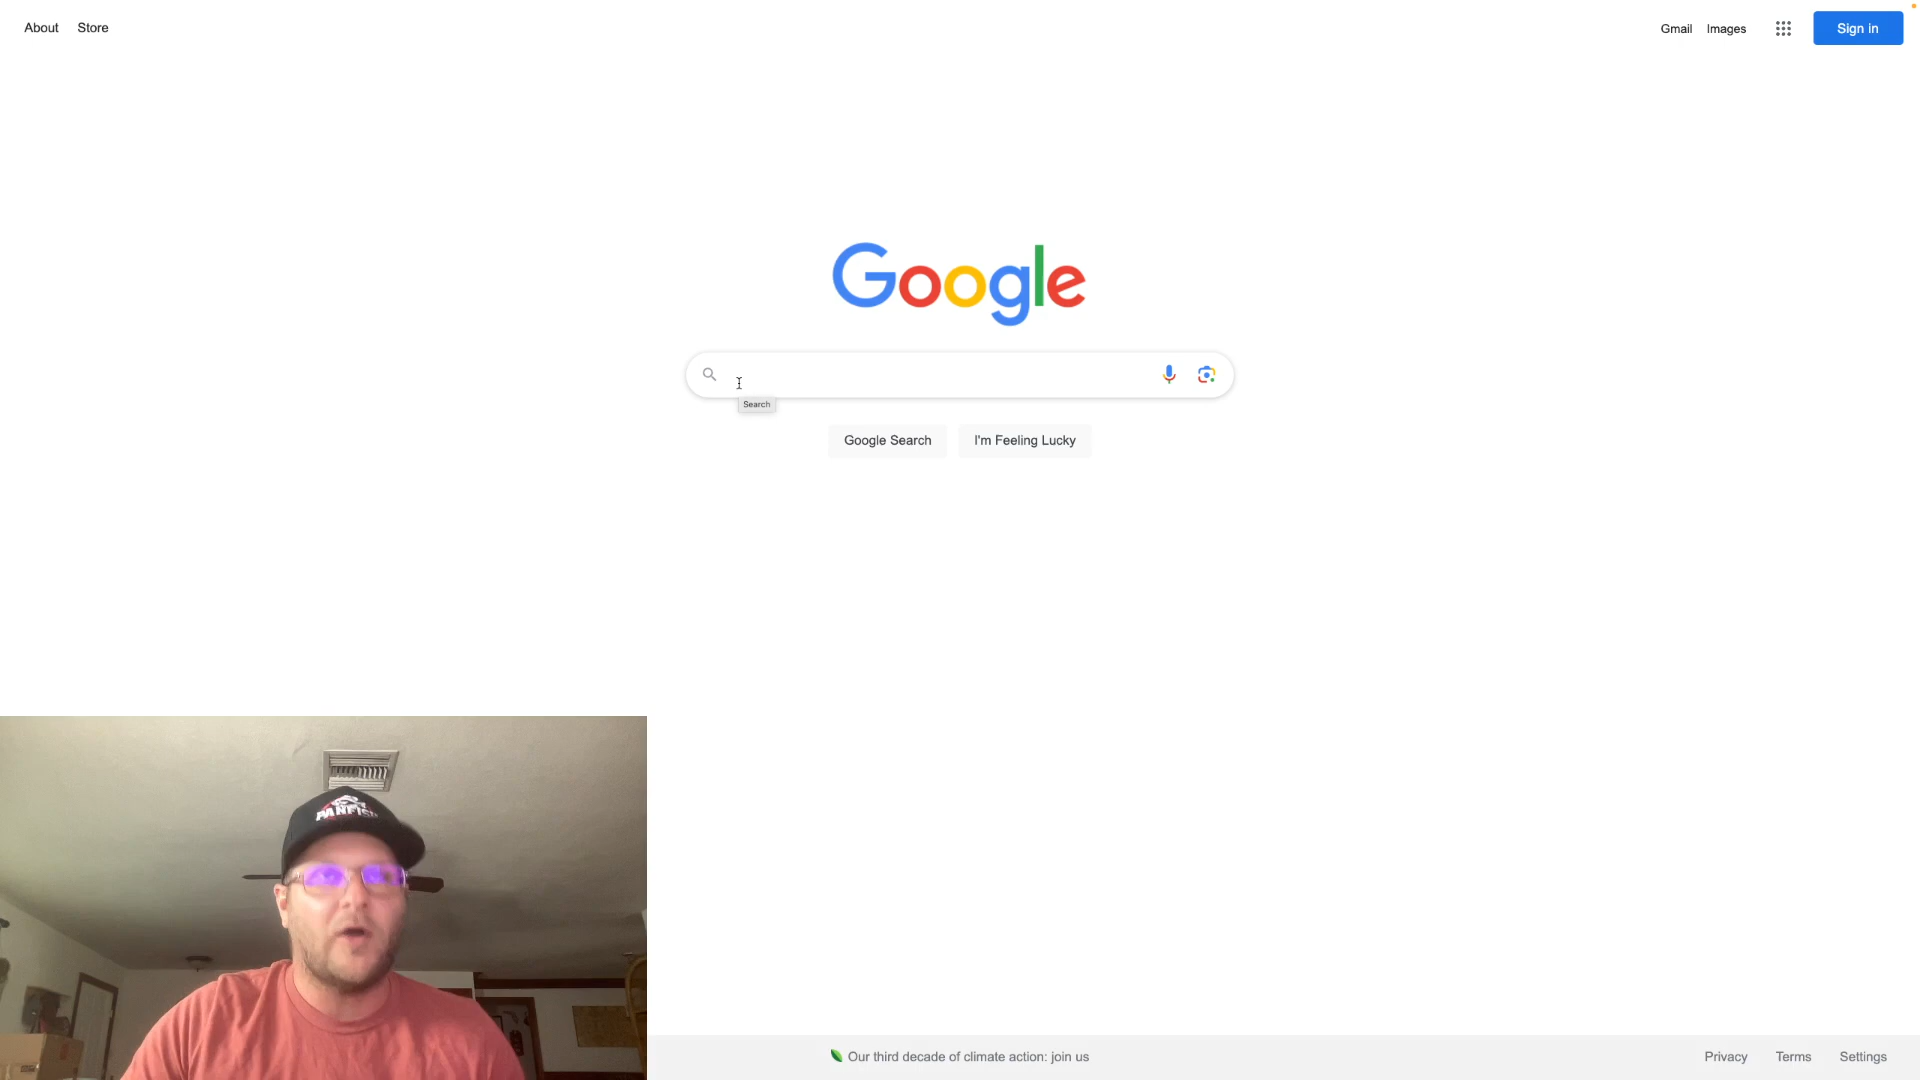 About Store
Gmail Images Sign in
Google
Search
Google Search I'm Feeling Lucky
PANFISH
Our third decade of climate action: join us
Privacy Terms Settings